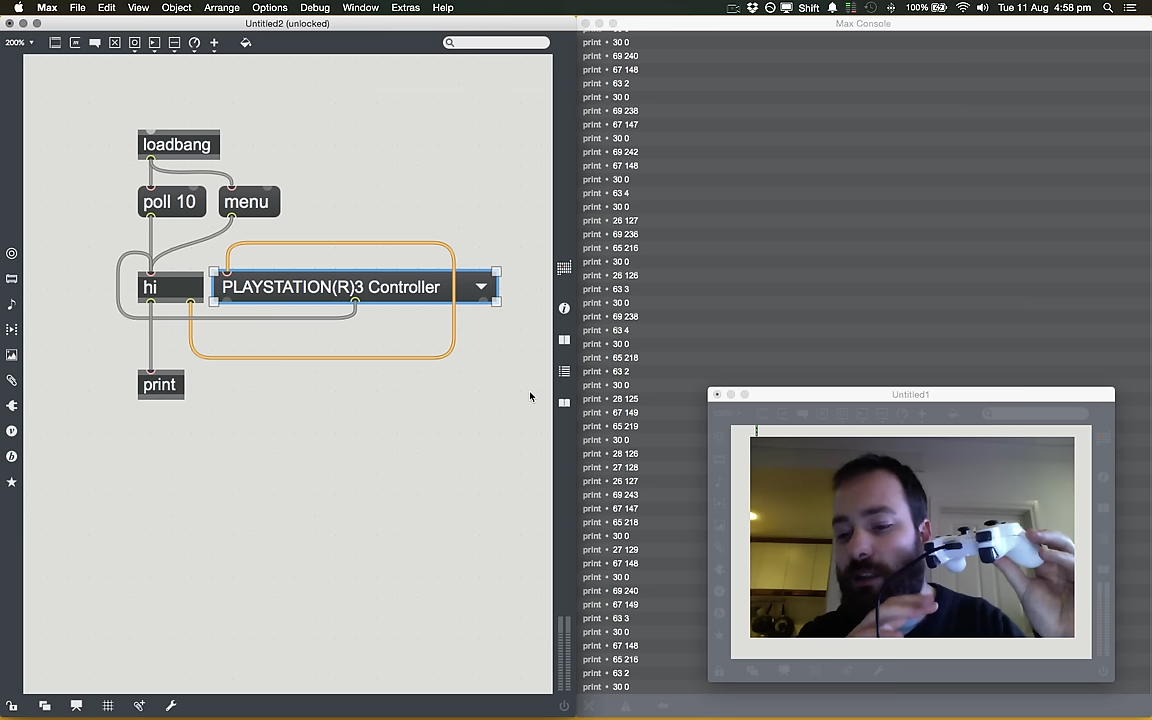 Max File Edit View Object Arrange Options Debug Window Extras Help Shift 100% Tue 11 Aug 4:58 pm
Untitled2 (unlocked)
200%
loadbang
poll 10
menu
hi
PLAYSTATION(R)3 Controller
print
Max Console
print • 30 0
print • 69 240
print • 67 148
print • 63 2
print • 30 0
print • 69 238
print • 67 147
print • 30 0
print • 69 242
print • 67 148
print • 30 0
print • 63 4
print • 30 0
print • 26 127
print • 69 236
print • 65 216
print • 30 0
print • 26 126
print • 63 3
print • 30 0
print • 69 238
print • 63 4
print • 30 0
print • 65 218
print • 63 2
print • 30 0
print • 28 125
print • 67 149
print • 65 219
print • 30 0
print • 28 126
print • 27 128
print • 26 127
print • 69 243
print • 67 147
print • 65 218
print • 30 0
print • 27 129
print • 67 148
print • 30 0
print • 69 240
print • 67 149
print • 63 3
print • 30 0
print • 67 148
print • 65 216
print • 63 2
print • 30 0
Untitled1